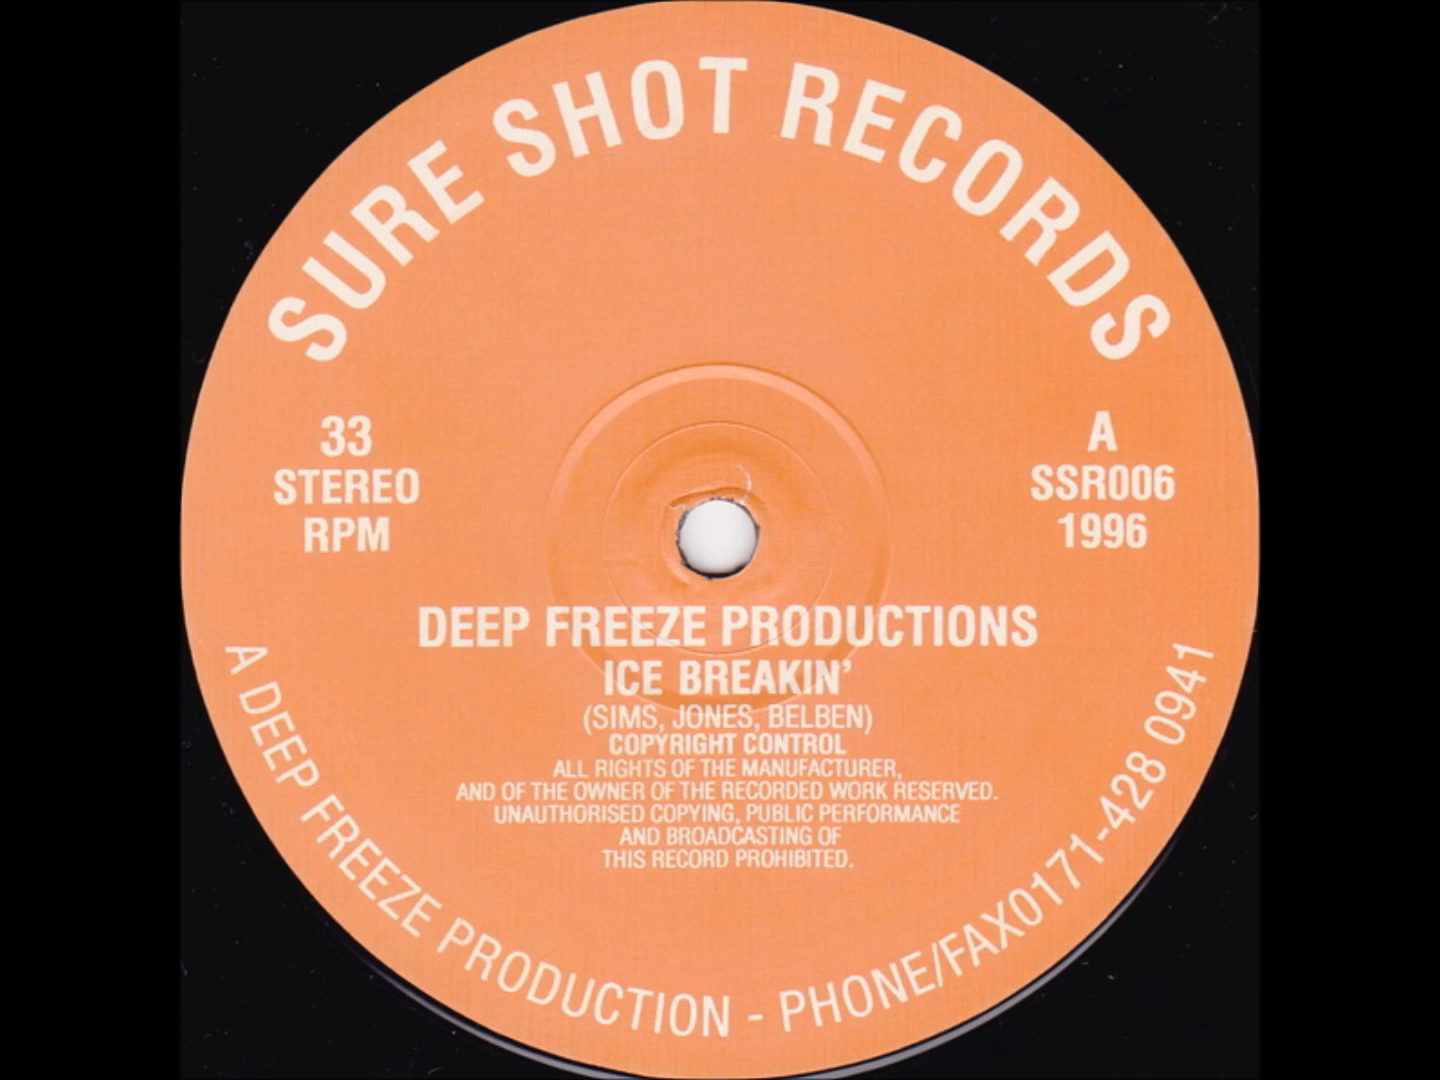 SURE SHOT RECORDS
33
STEREO
RPM
A
SSR006
1996
DEEP FREEZE PRODUCTIONS
ICE BREAKIN'
(SIMS, JONES, BELBEN)
COPYRIGHT CONTROL
ALL RIGHTS OF THE MANUFACTURER,
AND OF THE OWNER OF THE RECORDED WORK RESERVED.
UNAUTHORISED COPYING, PUBLIC PERFORMANCE
AND BROADCASTING OF
THIS RECORD PROHIBITED.
A DEEP FREEZE PRODUCTION - PHONE/FAX0171-428 0941